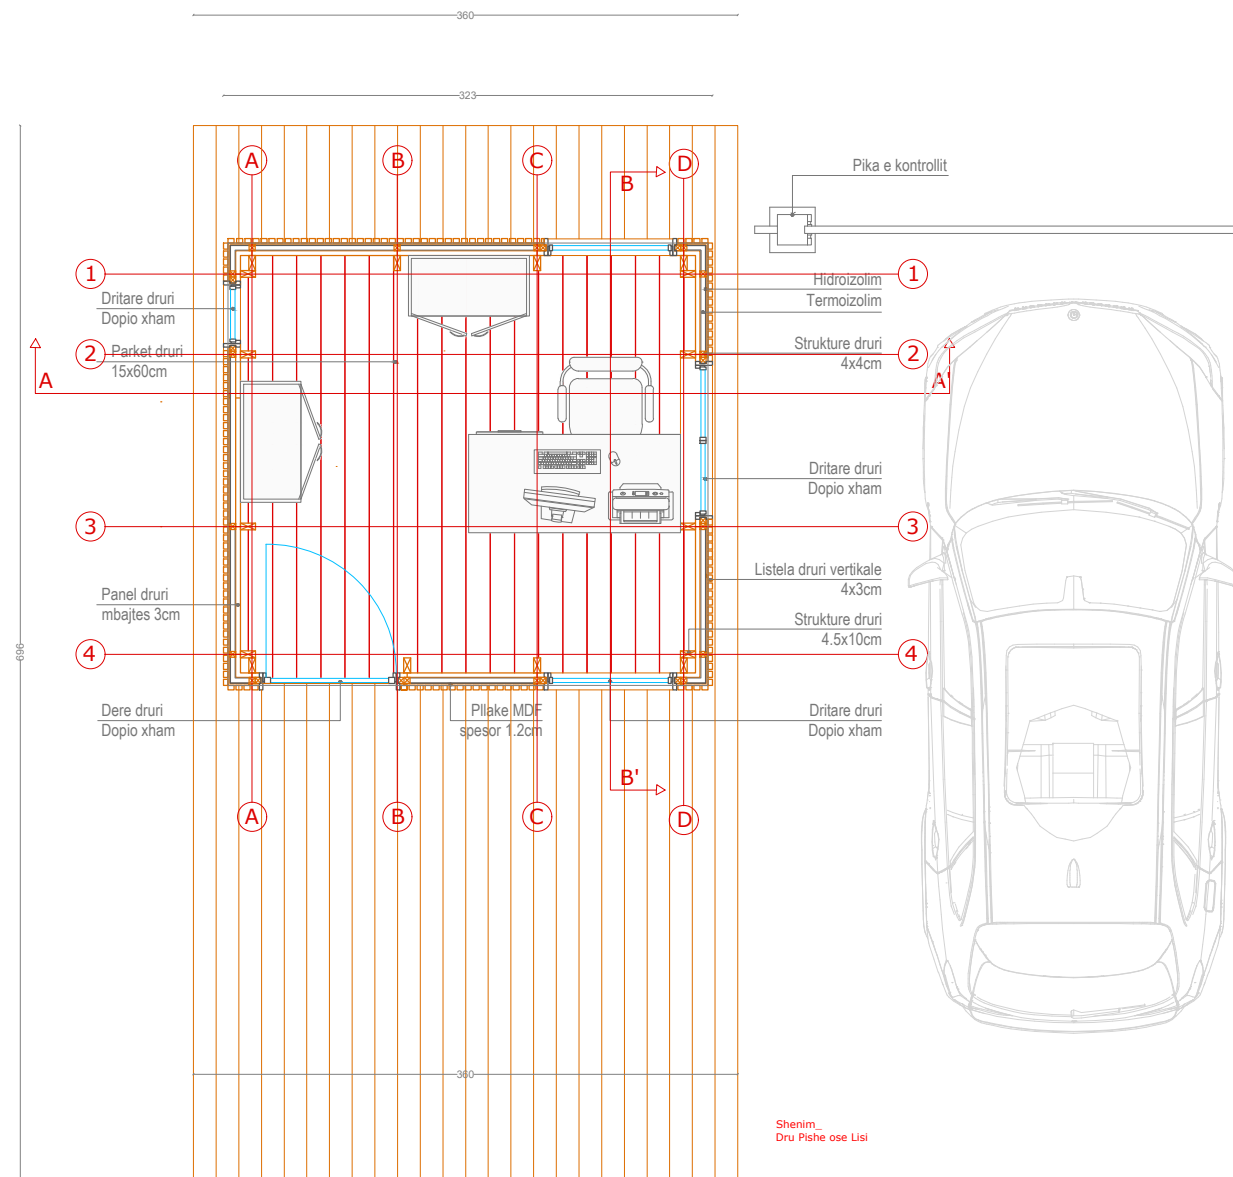 360
323
A
B
C
D
B
Pika e kontrollit
1
1
Hidroizolim
Termoizolim
Dritare druri
Dopio xham
2
2
Parket druri
15x60cm
Strukture druri
4x4cm
A
A'
Dritare druri
Dopio xham
3
3
Listela druri vertikale
4x3cm
Panel druri
mbajtes 3cm
Strukture druri
4.5x10cm
4
4
696
Dere druri
Dopio xham
Pllake MDF
spesor 1.2cm
Dritare druri
Dopio xham
B'
A
B
C
D
360
Shenim_
Dru Pishe ose Lisi